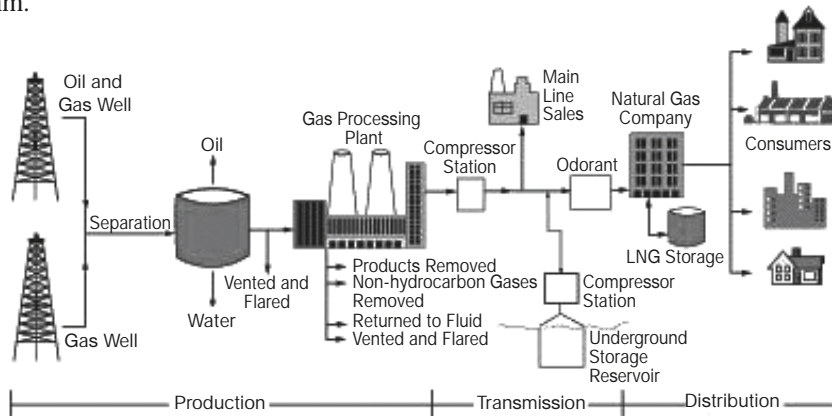 Oil and
Gas Well
Gas Processing
Plant
Main
Line
Sales
Natural Gas
Company
Compressor
Station
Odorant
Consumers
Oil
Separation
Vented and
Flared
Water
Gas Well
Products Removed
Non-hydrocarbon Gases
Removed
Returned to Fluid
Vented and Flared
LNG Storage
Compressor
Station
Underground
Storage
Reservoir
Production
Transmission
Distribution